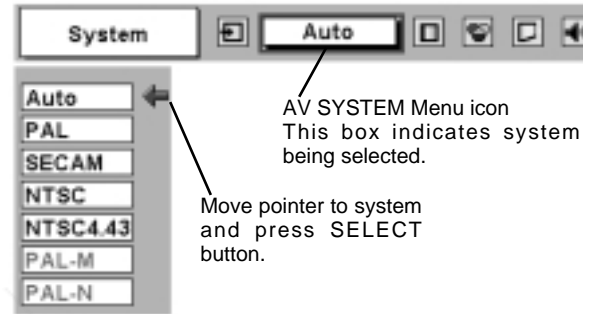 System
Auto
Auto
PAL
SECAM
NTSC
NTSC4.43
PAL-M
PAL-N
AV SYSTEM Menu icon
This box indicates system
being selected.
Move pointer to system
and press SELECT
button.